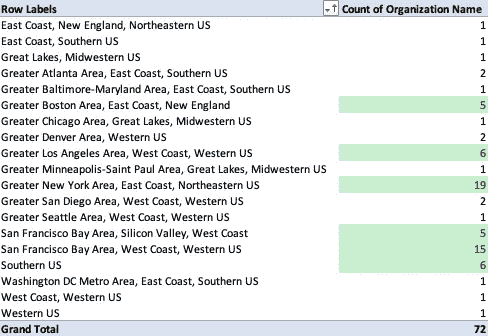 Row Labels Count of Organization Name
East Coast, New England, Northeastern US 1
East Coast, Southern US 1
Great Lakes, Midwestern US 1
Greater Atlanta Area, East Coast, Southern US 2
Greater Baltimore-Maryland Area, East Coast, Southern US 1
Greater Boston Area, East Coast, New England 5
Greater Chicago Area, Great Lakes, Midwestern US 1
Greater Denver Area, Western US 2
Greater Los Angeles Area, West Coast, Western US 6
Greater Minneapolis-Saint Paul Area, Great Lakes, Midwestern US 1
Greater New York Area, East Coast, Northeastern US 19
Greater San Diego Area, West Coast, Western US 2
Greater Seattle Area, West Coast, Western US 1
San Francisco Bay Area, Silicon Valley, West Coast 5
San Francisco Bay Area, West Coast, Western US 15
Southern US 6
Washington DC Metro Area, East Coast, Southern US 1
West Coast, Western US 1
Western US 1
Grand Total 72